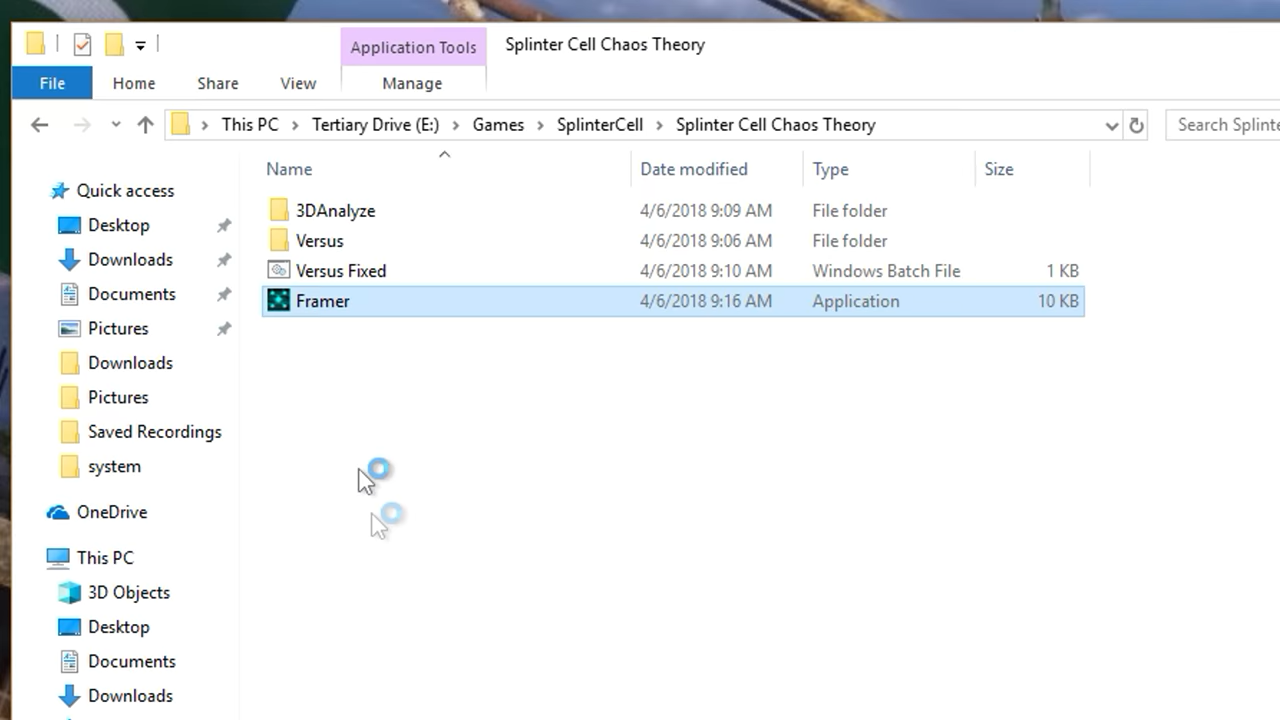 Application Tools
Splinter Cell Chaos Theory
File
Home
Share
View
Manage
This PC
Tertiary Drive (E:)
Games
SplinterCell
Splinter Cell Chaos Theory
Search Splinte
Name
Date modified
Type
Size
Quick access
Desktop
Downloads
Documents
Pictures
Downloads
Pictures
Saved Recordings
system
OneDrive
This PC
3D Objects
Desktop
Documents
Downloads
3DAnalyze 4/6/2018 9:09 AM File folder
Versus 4/6/2018 9:06 AM File folder
Versus Fixed 4/6/2018 9:10 AM Windows Batch File 1 KB
Framer 4/6/2018 9:16 AM Application 10 KB